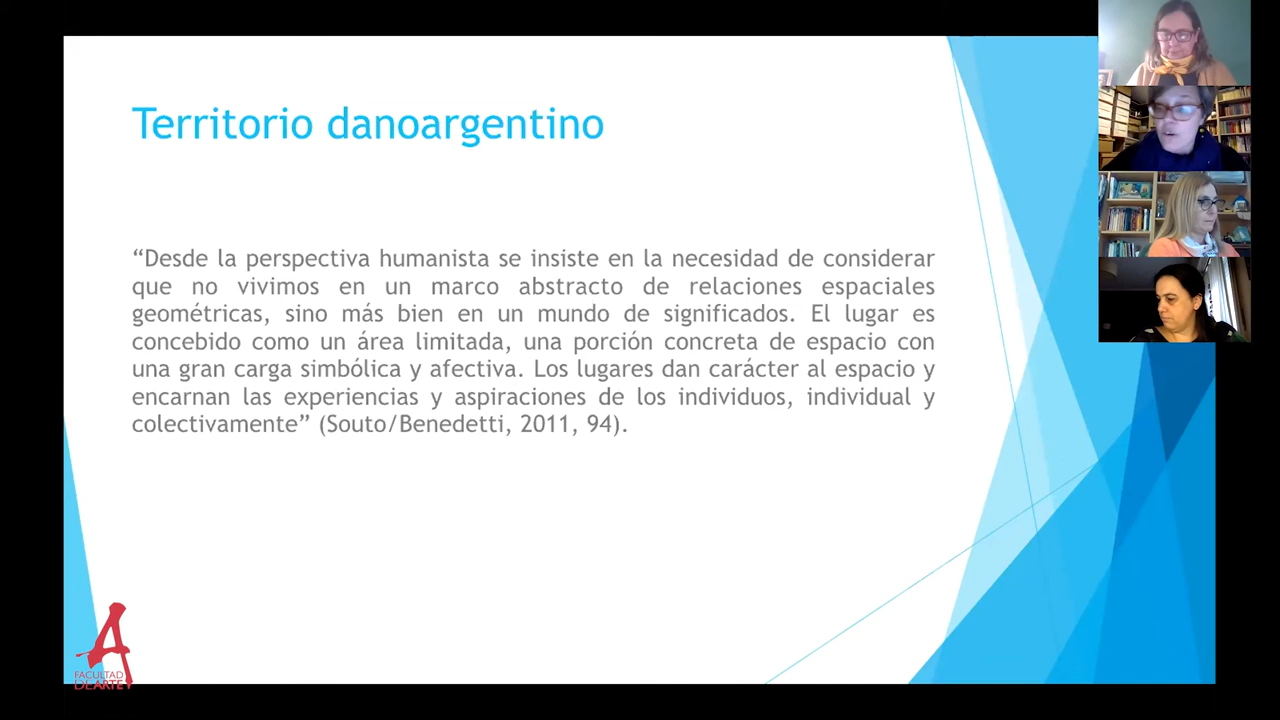 Territorio danoargentino
“Desde la perspectiva humanista se insiste en la necesidad de considerar
que no vivimos en un marco abstracto de relaciones espaciales
geométricas, sino más bien en un mundo de significados. El lugar es
concebido como un área limitada, una porción concreta de espacio con
una gran carga simbólica y afectiva. Los lugares dan carácter al espacio y
encarnan las experiencias y aspiraciones de los individuos, individual y
colectivamente” (Souto/Benedetti, 2011, 94).
FACULTAD
DE ARTE